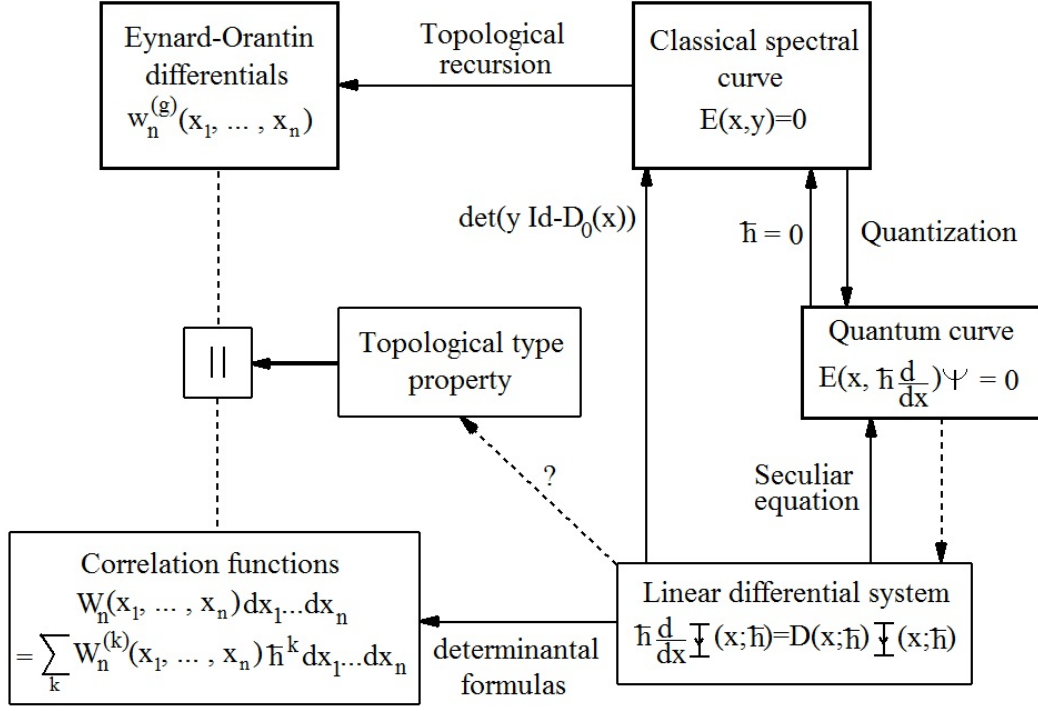 Eynard-Orantin
differentials
w_n^(g)(x_1, ... , x_n)
Topological
recursion
Classical spectral
curve
E(x,y)=0
det(y Id-D_0(x))
ħ = 0
Quantization
||
Topological type
property
Quantum curve
E(x, ħ d/dx)Ψ = 0
?
Seculiar
equation
Correlation functions
W_n(x_1, ... , x_n)dx_1...dx_n
= ∑_k W_n^(k)(x_1, ... , x_n) ħ^k dx_1...dx_n
determinantal
formulas
Linear differential system
ħ d/dx Ψ(x;ħ)=D(x;ħ) Ψ(x;ħ)